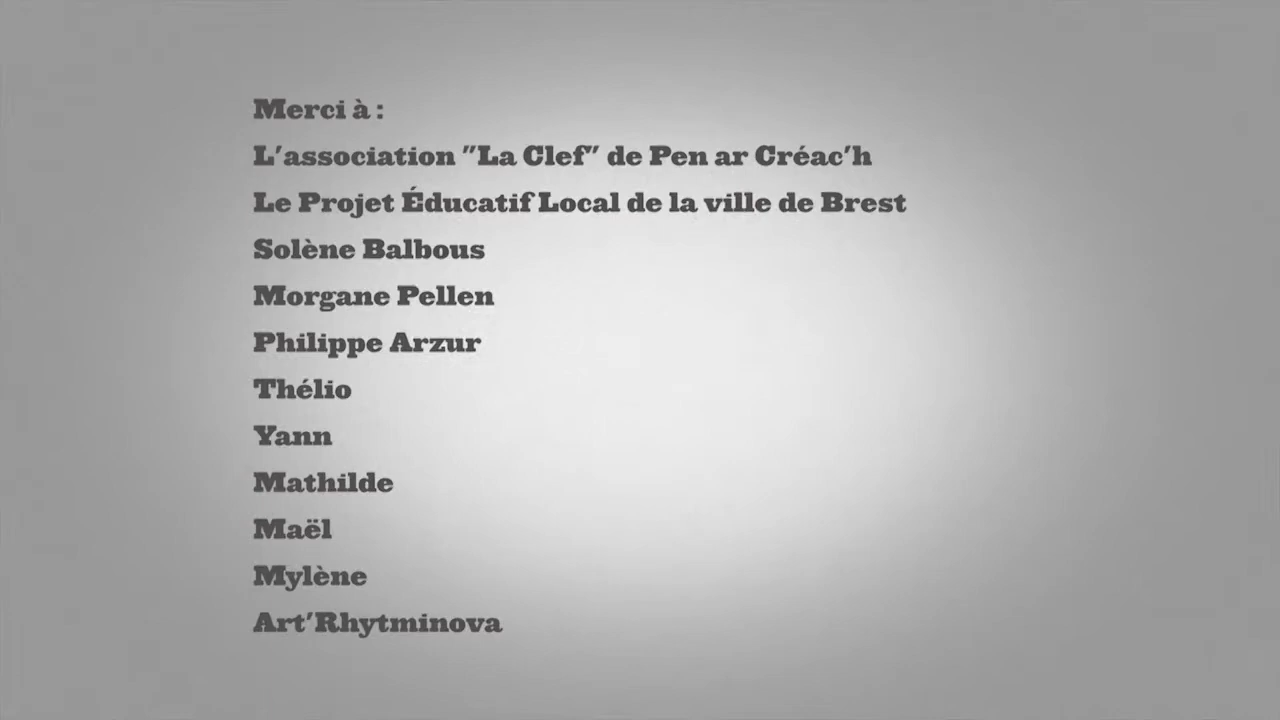 Merci à :
L'association "La Clef" de Pen ar Créac'h
Le Projet Éducatif Local de la ville de Brest
Solène Balbous
Morgane Pellen
Philippe Arzur
Thélio
Yann
Mathilde
Maël
Mylène
Art'Rhytminova